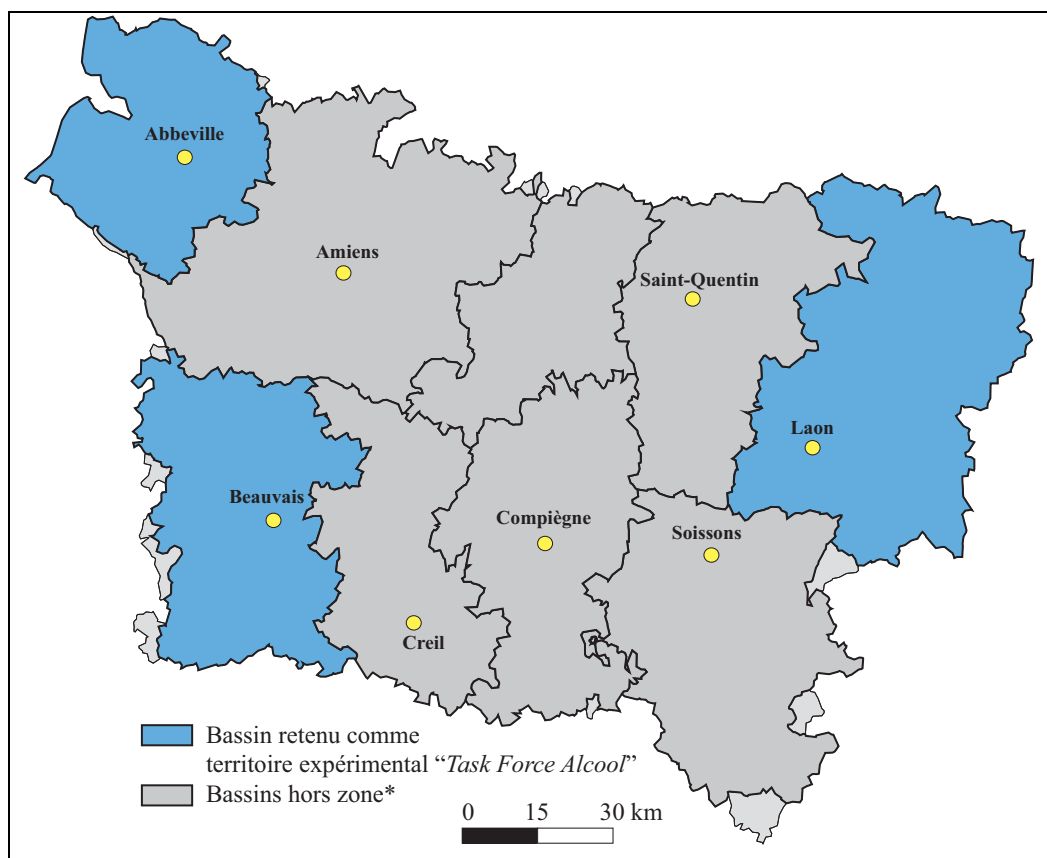 Abbeville
Amiens
Saint-Quentin
Laon
Beauvais
Compiègne
Soissons
Creil
Bassin retenu comme
territoire expérimental “Task Force Alcool”
Bassins hors zone*
0 15 30 km